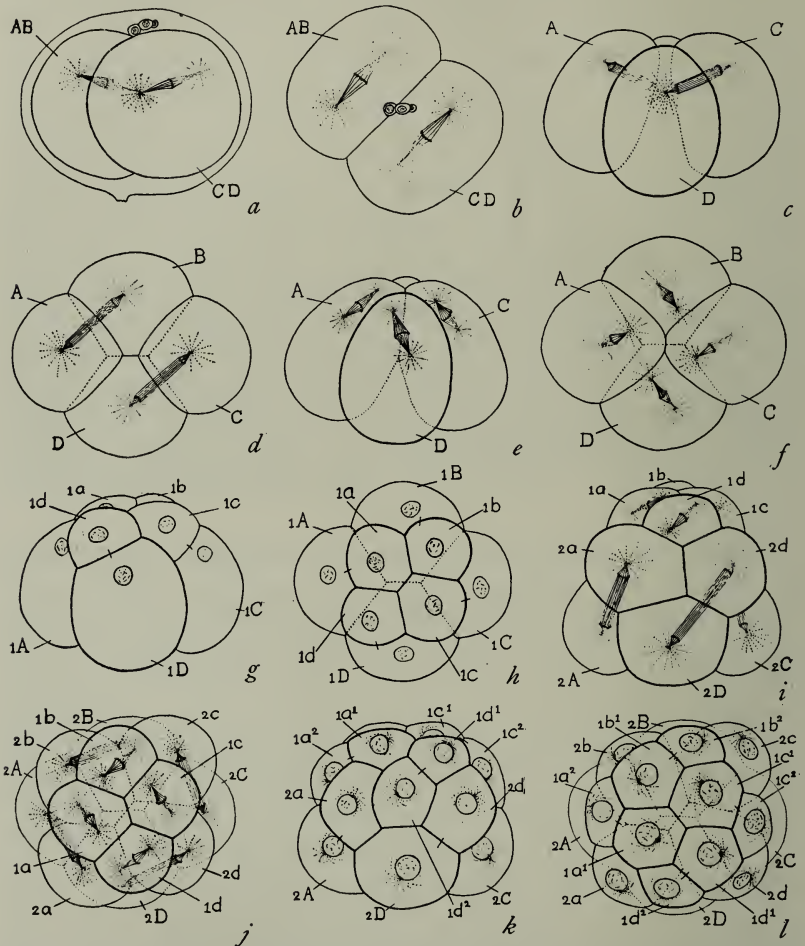 AB
CD
a
AB
CD
b
A
C
D
c
A
B
D
C
d
A
C
D
e
A
B
D
C
f
1a
1b
1d
1c
1A
1C
1D
g
1B
1a
1b
1A
1d
1C
1D
1c
h
1b
1d
1a
1c
2a
2d
2A
2C
2D
i
2B
1b
2c
2b
1c
2A
2C
1a
2d
2a
1d
2D
j
1c¹
1a¹
1d¹
1a²
1c²
2a
2d
2A
2C
2D
1d²
k
2B
1b¹
1b²
2b
2c
1c¹
1a²
1c²
2A
2C
1a¹
2d
2a
1d¹
1d²
2D
l